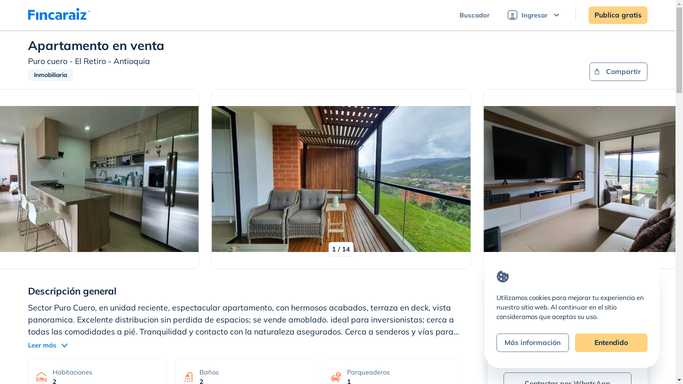 Fincaraiz
Buscador
Ingresar
Publica gratis
Apartamento en venta
Puro cuero - El Retiro - Antioquia
Inmobiliaria
Compartir
1 / 14
Descripción general
Sector Puro Cuero, en unidad reciente, espectacular apartamento, con hermosos acabados, terraza en deck, vista
panoramica. Excelente distribucion sin perdida de espacios; se vende amoblado. ideal para inversionistas; cerca a
todas las comodidades a pié. Tranquilidad y contacto con la naturaleza asegurados. Cerca a senderos y vías para...
Leer más
Habitaciones
2
Baños
2
Parqueaderos
1
Utilizamos cookies para mejorar tu experiencia en
nuestro sitio web. Al continuar en el sitio
consideramos que aceptas su uso.
Más información
Entendido
Contactar por WhatsApp